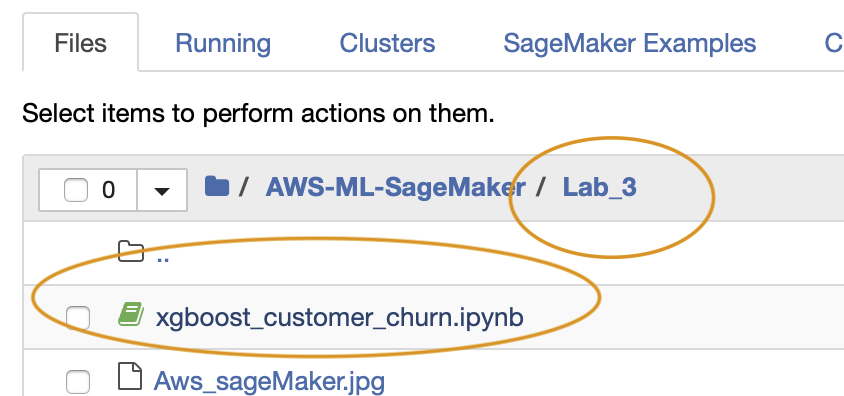 Files Running Clusters SageMaker Examples C
Select items to perform actions on them.
0 / AWS-ML-SageMaker / Lab_3
..
xgboost_customer_churn.ipynb
Aws_sageMaker.jpg